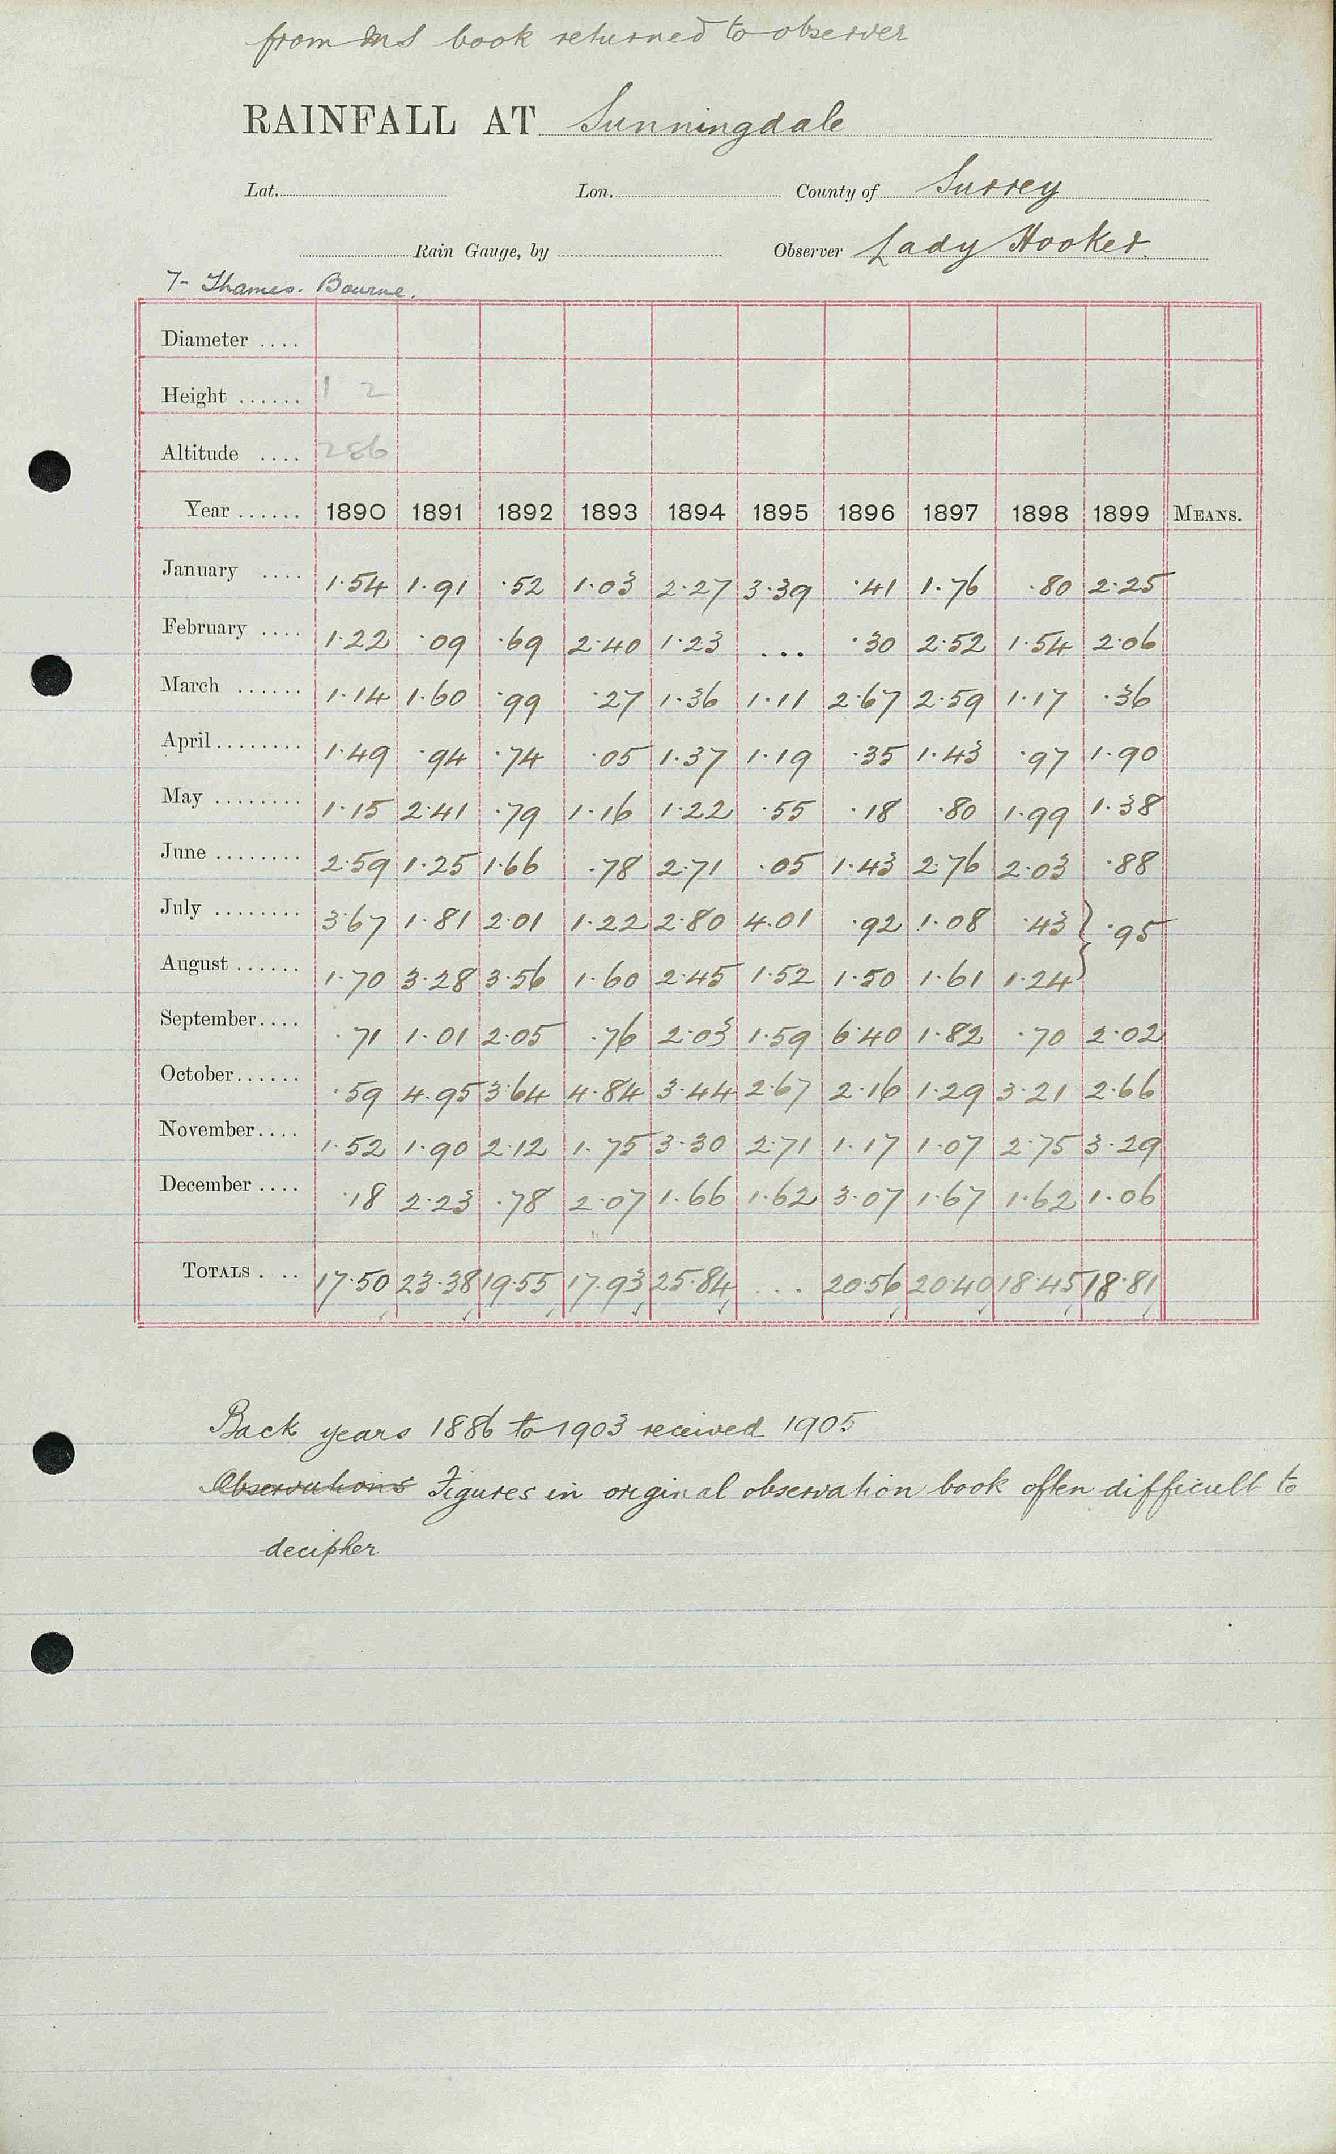 from MS book returned to observer
RAINFALL AT Sunningdale
Lat. Lon. County of Surrey
Rain Gauge, by Observer Lady Hooker.
7- Thames. Bourne.
Diameter ....
Height ...... 1 2
Altitude .... 286
Year ...... 1890 1891 1892 1893 1894 1895 1896 1897 1898 1899 MEANS.
January .... 1.54 1.91 .52 1.03 2.27 3.39 .41 1.76 .80 2.25
February .... 1.22 .09 .69 2.40 1.23 ... .30 2.52 1.54 2.06
March ...... 1.14 1.60 .99 .27 1.36 1.11 2.67 2.59 1.17 .36
April ........ 1.49 .94 .74 .05 1.37 1.19 .35 1.43 .97 1.90
May ........ 1.15 2.41 .79 1.16 1.22 .55 .18 .80 1.99 1.38
June ........ 2.59 1.25 1.66 .78 2.71 .05 1.43 2.76 2.03 .88
July ........ 3.67 1.81 2.01 1.22 2.80 4.01 .92 1.08 .43 } .95
August ...... 1.70 3.28 3.56 1.60 2.45 1.52 1.50 1.61 1.24
September.... .71 1.01 2.05 .76 2.03 1.59 6.40 1.82 .70 2.02
October...... .59 4.95 3.64 4.84 3.44 2.67 2.16 1.29 3.21 2.66
November.... 1.52 1.90 2.12 1.75 3.30 2.71 1.17 1.07 2.75 3.29
December .... .18 2.23 .78 2.07 1.66 1.62 3.07 1.67 1.62 1.06
TOTALS . ... 17.50 23.38 19.55 17.93 25.84 ... 20.56 20.40 18.45 18.81
Back years 1886 to 1903 received 1905
Observations Figures in original observation book often difficult to
decipher